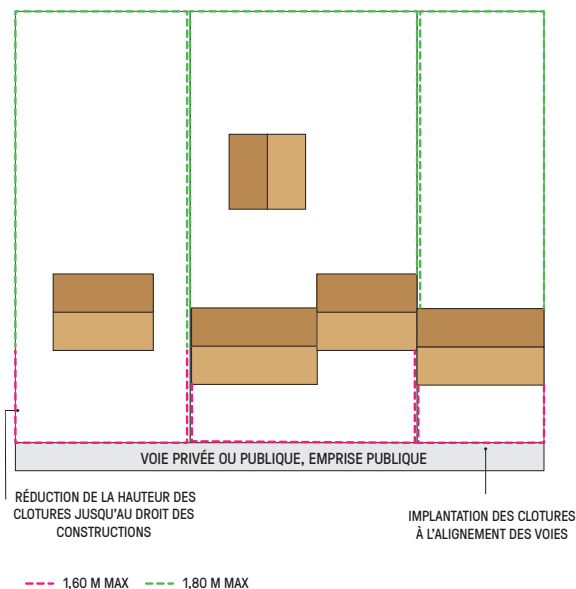 VOIE PRIVÉE OU PUBLIQUE, EMPRISE PUBLIQUE
RÉDUCTION DE LA HAUTEUR DES
CLOTURES JUSQU'AU DROIT DES
CONSTRUCTIONS
IMPLANTATION DES CLOTURES
À L'ALIGNEMENT DES VOIES
1,60 M MAX
1,80 M MAX